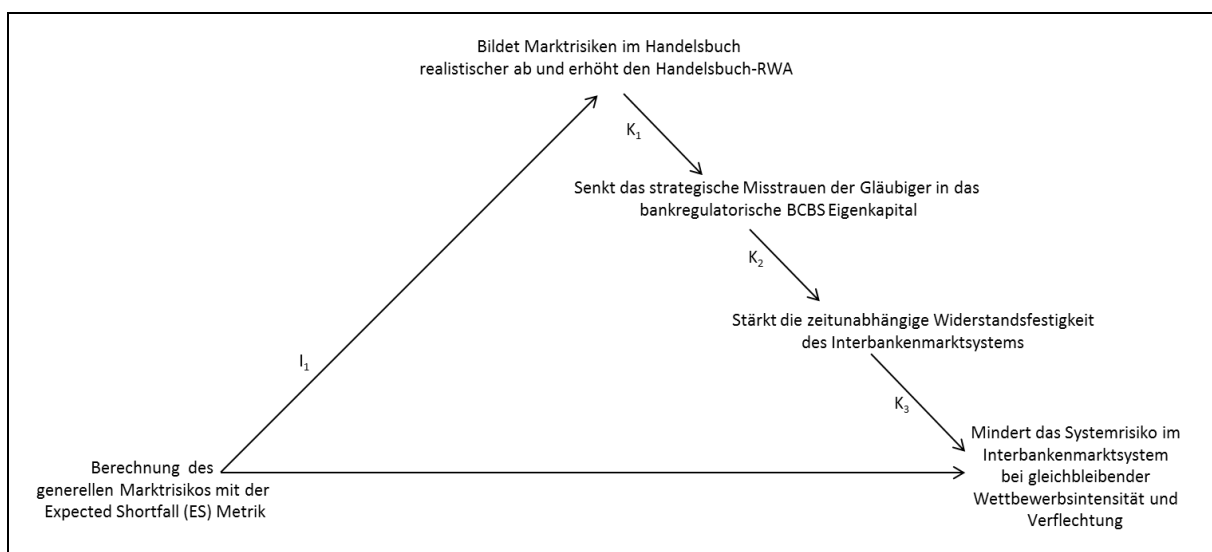 Bildet Marktrisiken im Handelsbuch
realistischer ab und erhöht den Handelsbuch-RWA
K1
Senkt das strategische Misstrauen der Gläubiger in das
bankregulatorische BCBS Eigenkapital
K2
Stärkt die zeitunabhängige Widerstandsfestigkeit
des Interbankenmarktsystems
I1
K3
Mindert das Systemrisiko im
Interbankenmarktsystem
bei gleichbleibender
Wettbewerbsintensität und
Verflechtung
Berechnung des
generellen Marktrisikos mit der
Expected Shortfall (ES) Metrik